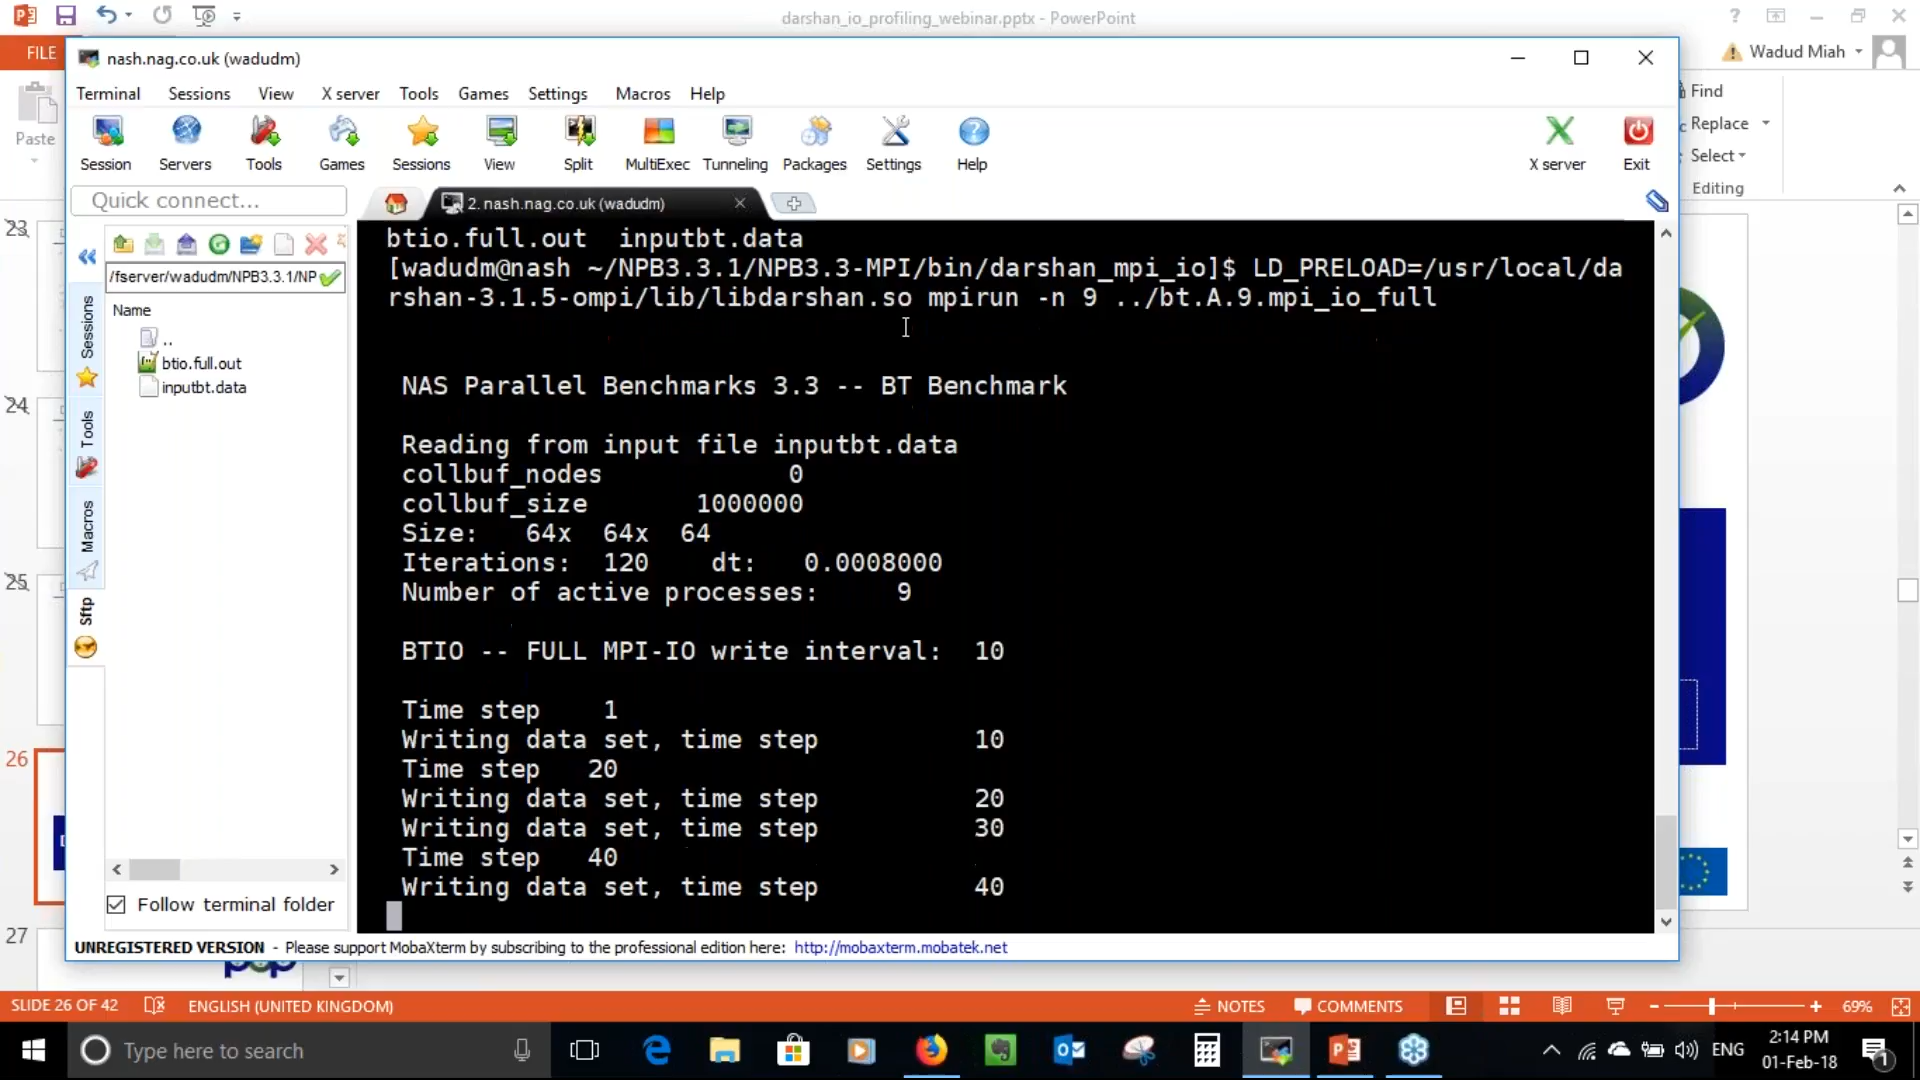 darshan_io_profiling_webinar.pptx - PowerPoint
FILE
Wadud Miah
Paste
Find
Replace
Select
Editing
nash.nag.co.uk (wadudm)
Terminal Sessions View X server Tools Games Settings Macros Help
Session Servers Tools Games Sessions View Split MultiExec Tunneling Packages Settings Help X server Exit
Quick connect...
2. nash.nag.co.uk (wadudm)
/fserver/wadudm/NPB3.3.1/NP
Name
..
btio.full.out
inputbt.data
Sessions
Tools
Macros
Sftp
Follow terminal folder
btio.full.out inputbt.data
[wadudm@nash ~/NPB3.3.1/NPB3.3-MPI/bin/darshan_mpi_io]$ LD_PRELOAD=/usr/local/da
rshan-3.1.5-ompi/lib/libdarshan.so mpirun -n 9 ../bt.A.9.mpi_io_full
NAS Parallel Benchmarks 3.3 -- BT Benchmark
Reading from input file inputbt.data
collbuf_nodes 0
collbuf_size 1000000
Size: 64x 64x 64
Iterations: 120 dt: 0.0008000
Number of active processes: 9
BTIO -- FULL MPI-IO write interval: 10
Time step 1
Writing data set, time step 10
Time step 20
Writing data set, time step 20
Writing data set, time step 30
Time step 40
Writing data set, time step 40
UNREGISTERED VERSION - Please support MobaXterm by subscribing to the professional edition here: http://mobaxterm.mobatek.net
23
24
25
26
27
pop
SLIDE 26 OF 42 ENGLISH (UNITED KINGDOM) NOTES COMMENTS 69%
Type here to search
ENG
2:14 PM
01-Feb-18
1